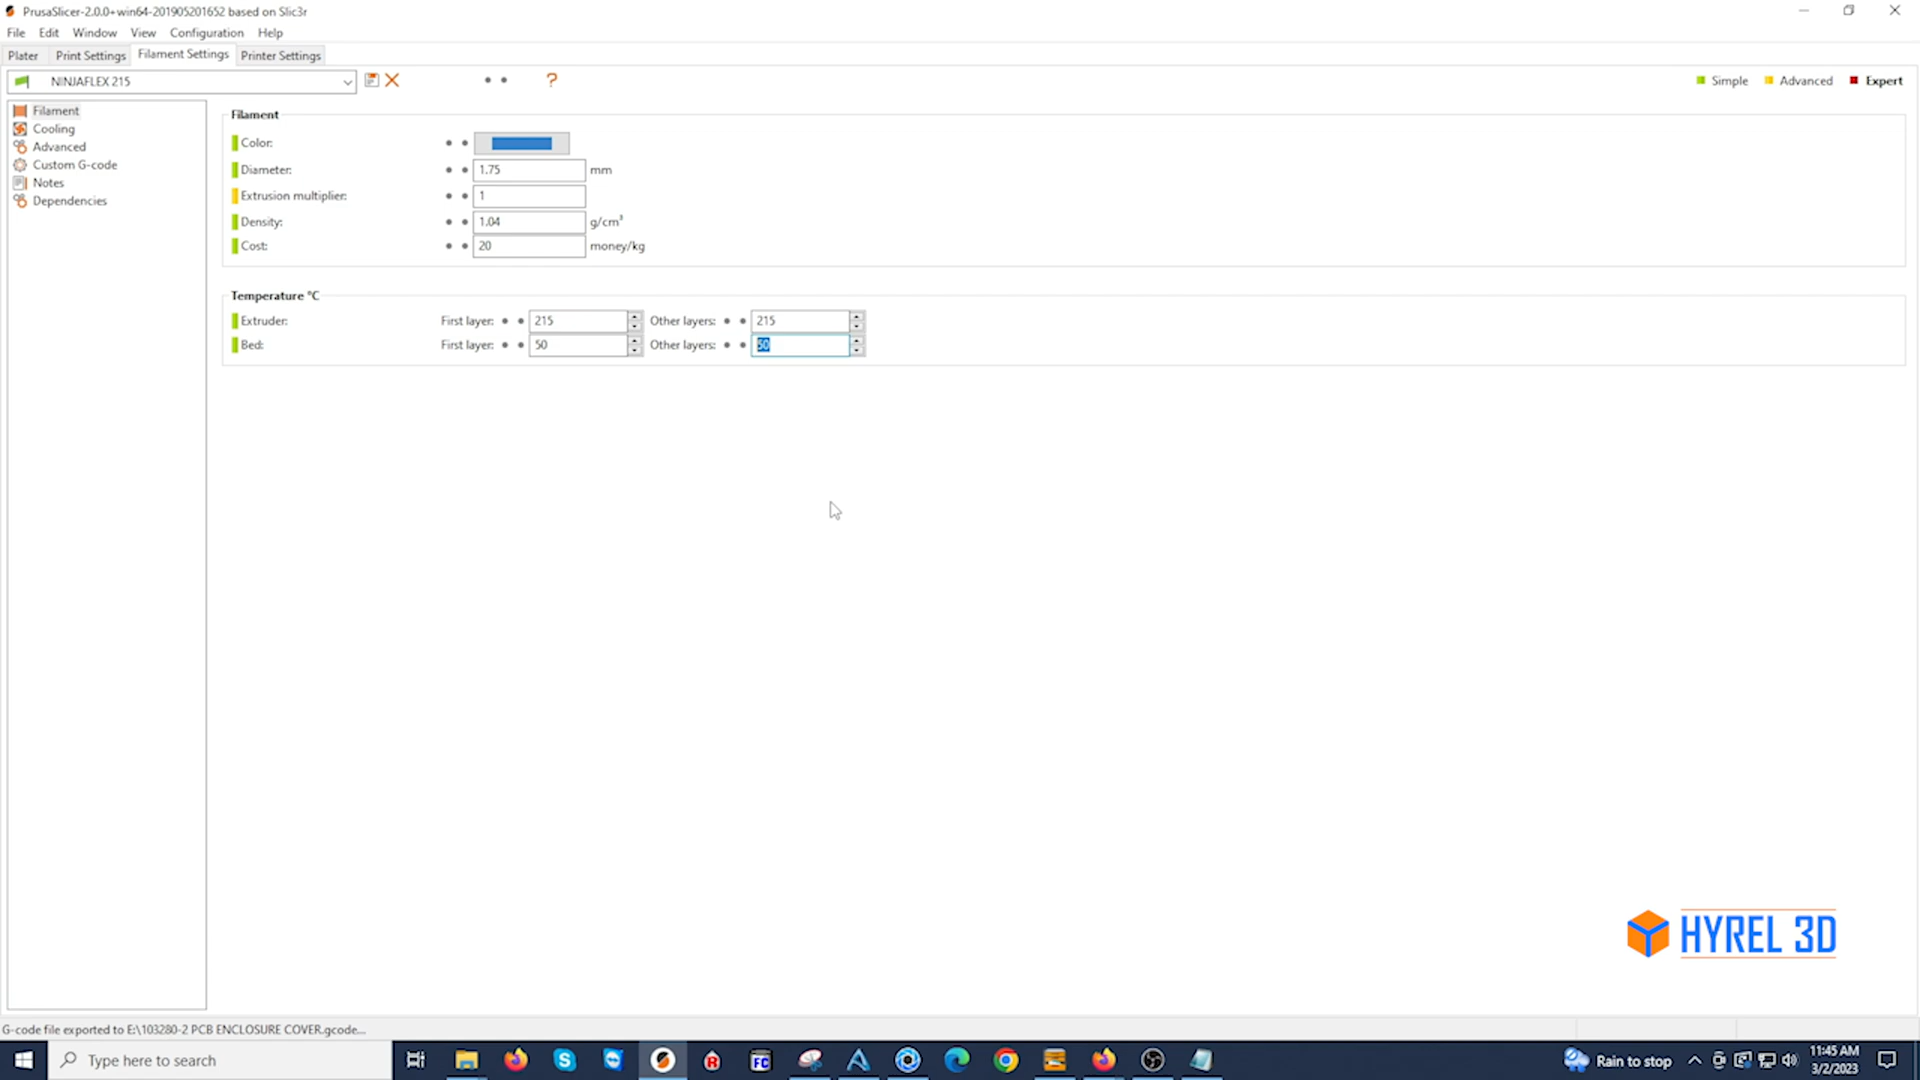 PrusaSlicer-2.0.0+win64-201905201652 based on Slic3r
File Edit Window View Configuration Help
Plater Print Settings Filament Settings Printer Settings
NINJAFLEX 215 ? Simple Advanced Expert
Filament
Cooling
Advanced
Custom G-code
Notes
Dependencies
Filament
Color:
Diameter: 1.75 mm
Extrusion multiplier: 1
Density: 1.04 g/cm³
Cost: 20 money/kg
Temperature °C
Extruder: First layer: 215 Other layers: 215
Bed: First layer: 50 Other layers: 50
HYREL 3D
G-code file exported to E:\103280-2 PCB ENCLOSURE COVER.gcode...
Type here to search
R
FC
Rain to stop
11:45 AM
3/2/2023